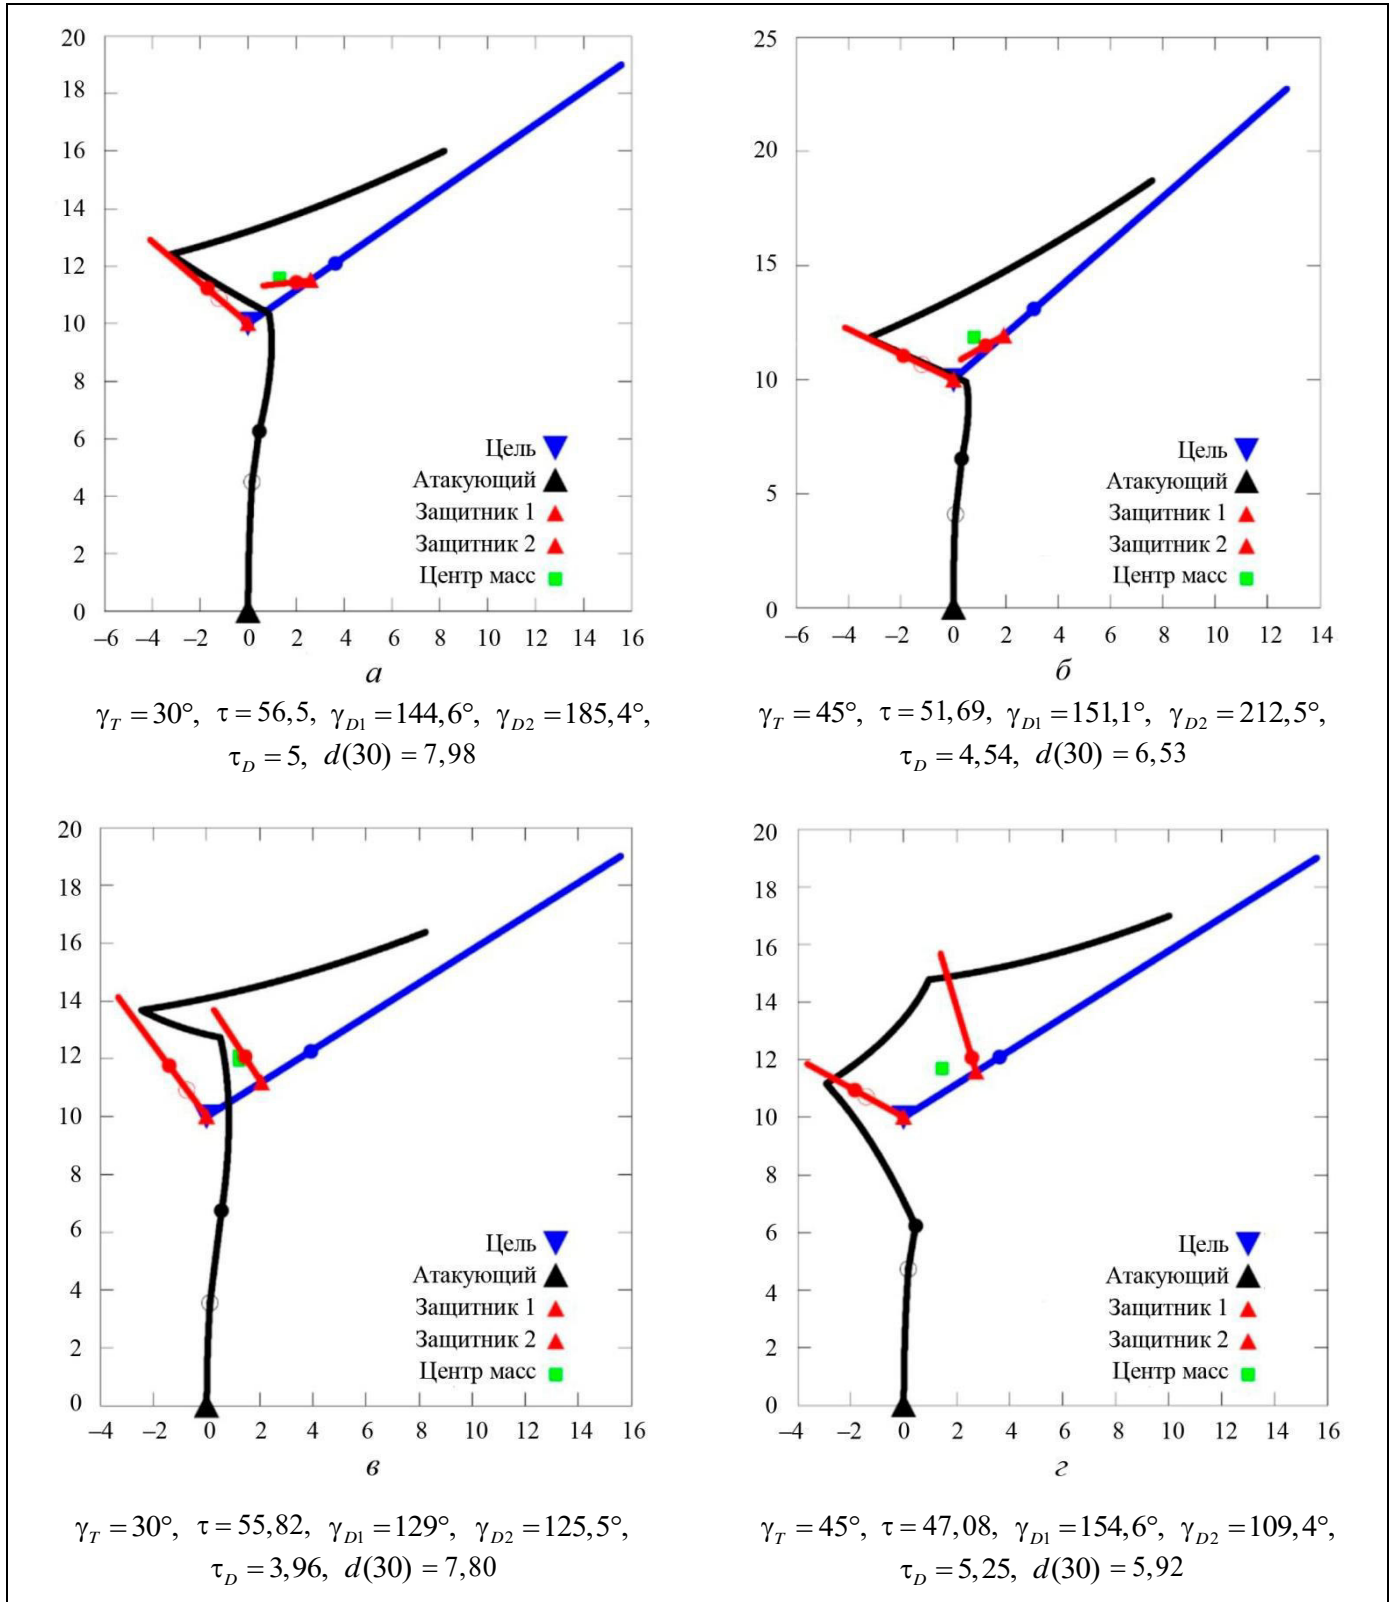 20
18
16
14
12
10
8
6
4
2
0
–6 –4 –2 0 2 4 6 8 10 12 14 16
Цель
Атакующий
Защитник 1
Защитник 2
Центр масс
а
γ_T = 30°, τ = 56,5, γ_D1 = 144,6°, γ_D2 = 185,4°,
τ_D = 5, d(30) = 7,98
25
20
15
10
5
0
–6 –4 –2 0 2 4 6 8 10 12 14
Цель
Атакующий
Защитник 1
Защитник 2
Центр масс
б
γ_T = 45°, τ = 51,69, γ_D1 = 151,1°, γ_D2 = 212,5°,
τ_D = 4,54, d(30) = 6,53
20
18
16
14
12
10
8
6
4
2
0
–4 –2 0 2 4 6 8 10 12 14 16
Цель
Атакующий
Защитник 1
Защитник 2
Центр масс
в
γ_T = 30°, τ = 55,82, γ_D1 = 129°, γ_D2 = 125,5°,
τ_D = 3,96, d(30) = 7,80
20
18
16
14
12
10
8
6
4
2
0
–4 –2 0 2 4 6 8 10 12 14 16
Цель
Атакующий
Защитник 1
Защитник 2
Центр масс
г
γ_T = 45°, τ = 47,08, γ_D1 = 154,6°, γ_D2 = 109,4°,
τ_D = 5,25, d(30) = 5,92